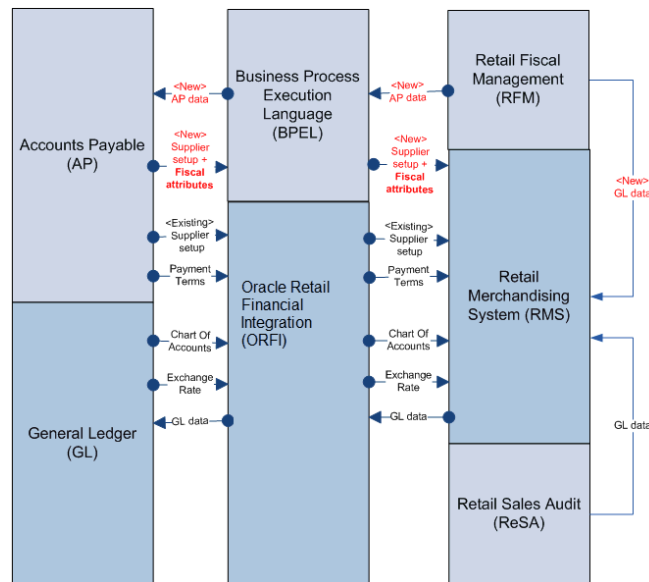 Accounts Payable
(AP)
General Ledger
(GL)
<New>
AP data
<New>
Supplier
setup +
Fiscal
attributes
<Existing>
Supplier
setup
Payment
Terms
Chart Of
Accounts
Exchange
Rate
GL data
Business Process
Execution
Language
(BPEL)
Oracle Retail
Financial
Integration
(ORFI)
<New>
AP data
<New>
Supplier
setup +
Fiscal
attributes
<Existing>
Supplier
setup
Payment
Terms
Chart Of
Accounts
Exchange
Rate
GL data
Retail Fiscal
Management
(RFM)
Retail
Merchandising
System (RMS)
Retail Sales Audit
(ReSA)
<New>
GL data
GL data